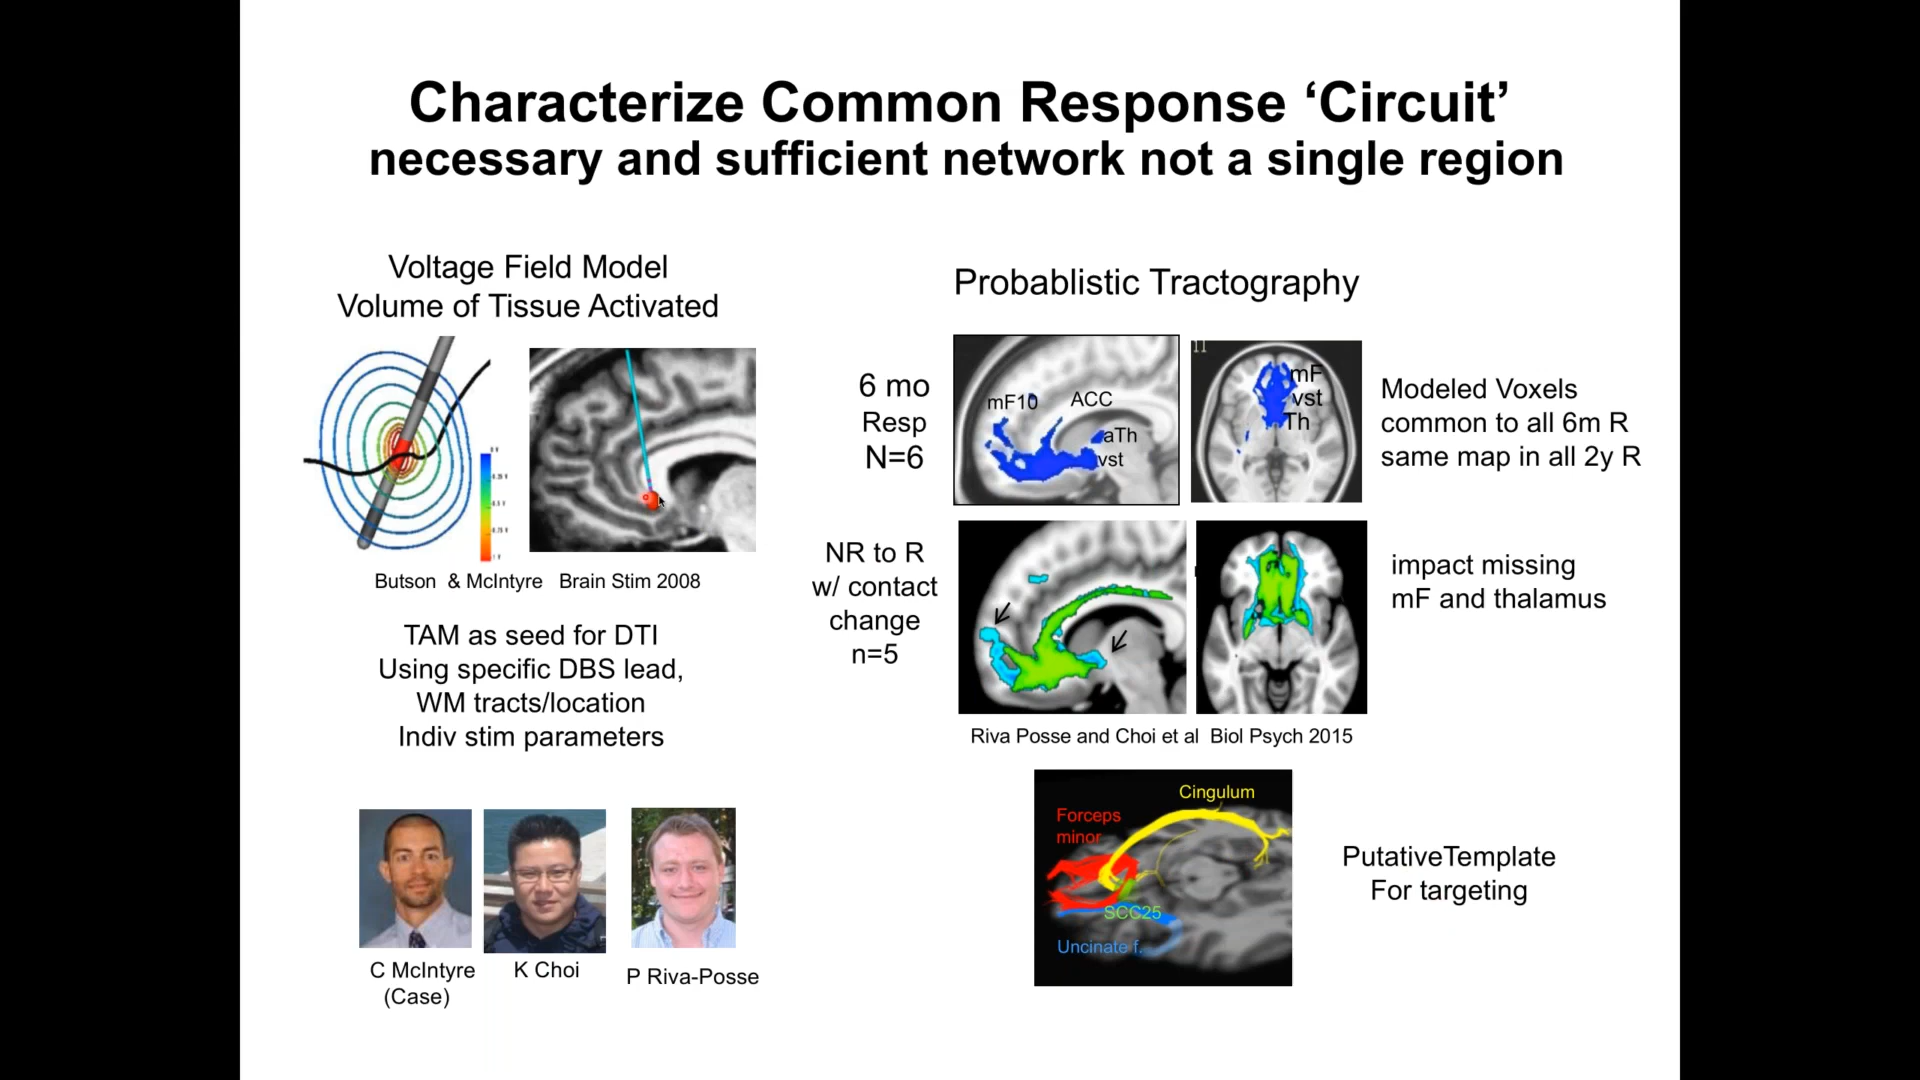 Characterize Common Response ‘Circuit’
necessary and sufficient network not a single region
Voltage Field Model
Volume of Tissue Activated
Butson & McIntyre Brain Stim 2008
TAM as seed for DTI
Using specific DBS lead,
WM tracts/location
Indiv stim parameters
C McIntyre
(Case)
K Choi
P Riva-Posse
Probablistic Tractography
6 mo
Resp
N=6
mF10
ACC
aTh
vst
mF
vst
Th
Modeled Voxels
common to all 6m R
same map in all 2y R
NR to R
w/ contact
change
n=5
impact missing
mF and thalamus
Riva Posse and Choi et al Biol Psych 2015
Cingulum
Forceps
minor
SCC25
Uncinate f.
PutativeTemplate
For targeting